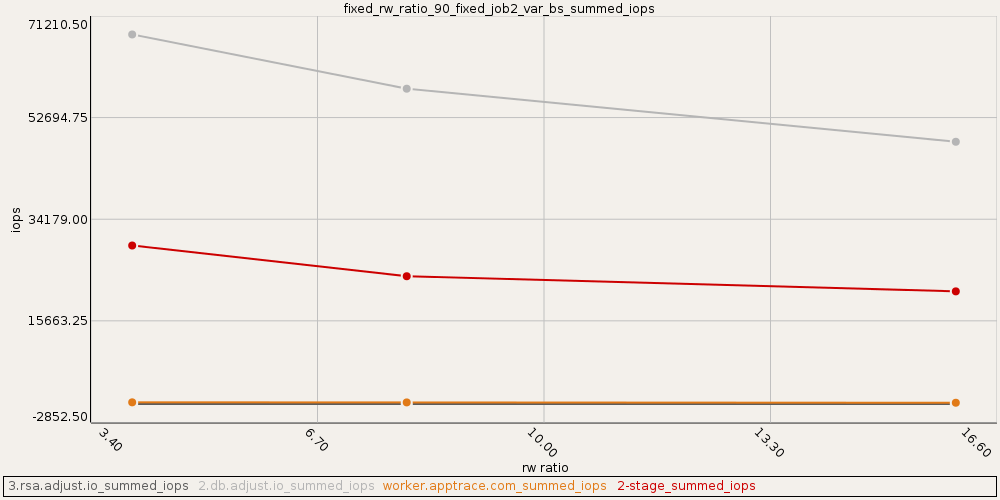 fixed_rw_ratio_90_fixed_job2_var_bs_summed_iops
71210.50
52694.75
34179.00
15663.25
-2852.50
iops
3.40 6.70 10.00 13.30 16.60
rw ratio
3.rsa.adjust.io_summed_iops 2.db.adjust.io_summed_iops worker.apptrace.com_summed_iops 2-stage_summed_iops